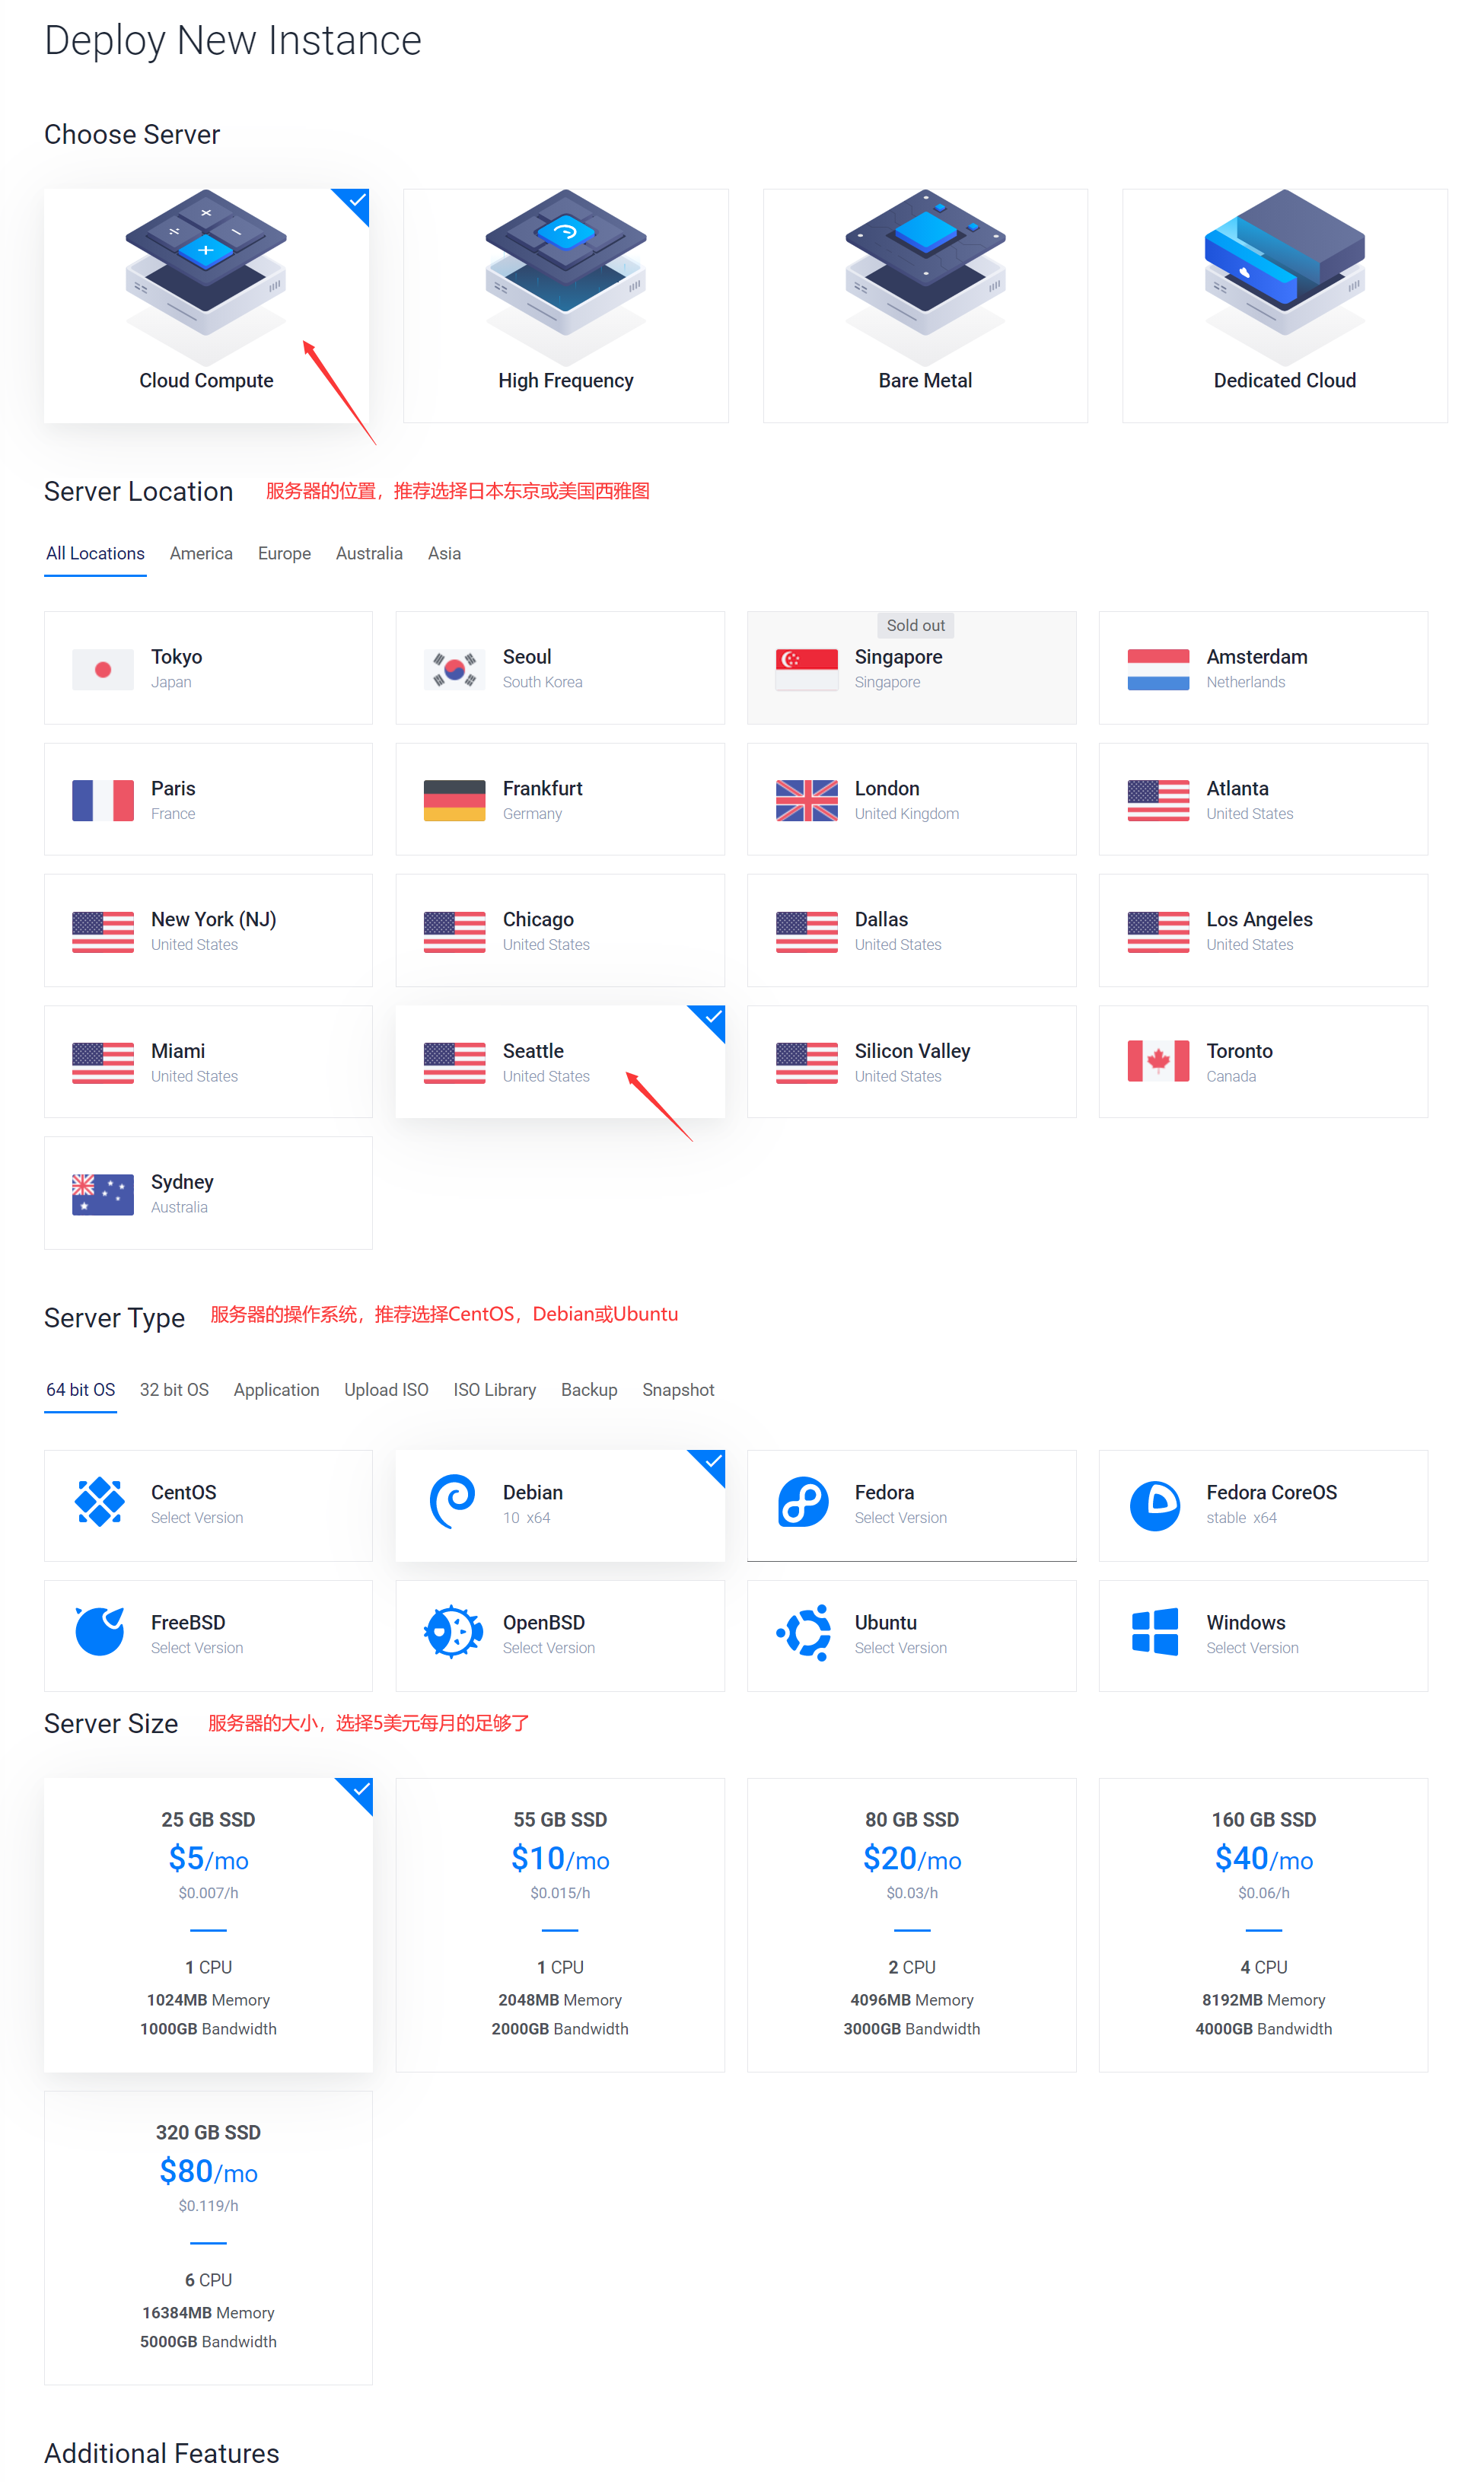 Deploy New Instance
Choose Server
Cloud Compute
High Frequency
Bare Metal
Dedicated Cloud
Server Location 服务器的位置，推荐选择日本东京或美国西雅图
All Locations America Europe Australia Asia
Tokyo
Japan
Seoul
South Korea
Sold out
Singapore
Singapore
Amsterdam
Netherlands
Paris
France
Frankfurt
Germany
London
United Kingdom
Atlanta
United States
New York (NJ)
United States
Chicago
United States
Dallas
United States
Los Angeles
United States
Miami
United States
Seattle
United States
Silicon Valley
United States
Toronto
Canada
Sydney
Australia
Server Type 服务器的操作系统，推荐选择CentOS，Debian或Ubuntu
64 bit OS 32 bit OS Application Upload ISO ISO Library Backup Snapshot
CentOS
Select Version
Debian
10 x64
Fedora
Select Version
Fedora CoreOS
stable x64
FreeBSD
Select Version
OpenBSD
Select Version
Ubuntu
Select Version
Windows
Select Version
Server Size 服务器的大小，选择5美元每月的足够了
25 GB SSD
$5/mo
$0.007/h
1 CPU
1024MB Memory
1000GB Bandwidth
55 GB SSD
$10/mo
$0.015/h
1 CPU
2048MB Memory
2000GB Bandwidth
80 GB SSD
$20/mo
$0.03/h
2 CPU
4096MB Memory
3000GB Bandwidth
160 GB SSD
$40/mo
$0.06/h
4 CPU
8192MB Memory
4000GB Bandwidth
320 GB SSD
$80/mo
$0.119/h
6 CPU
16384MB Memory
5000GB Bandwidth
Additional Features